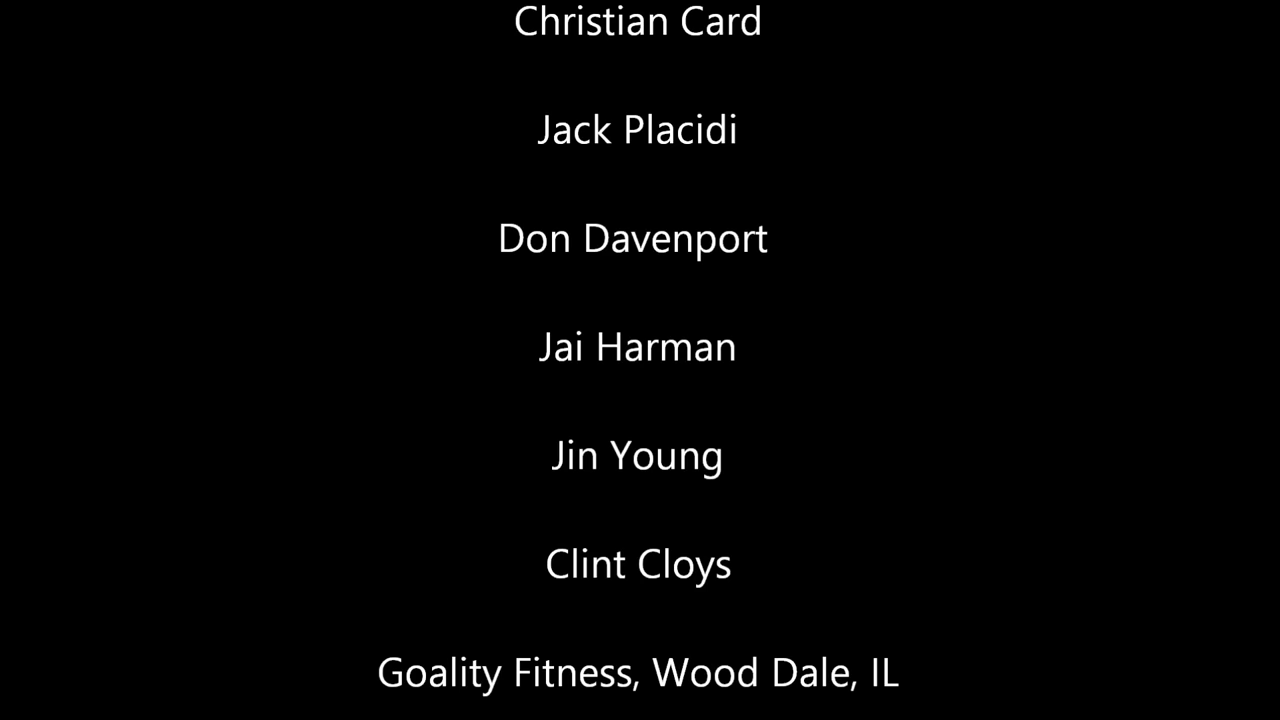 Christian Card
Jack Placidi
Don Davenport
Jai Harman
Jin Young
Clint Cloys
Goality Fitness, Wood Dale, IL